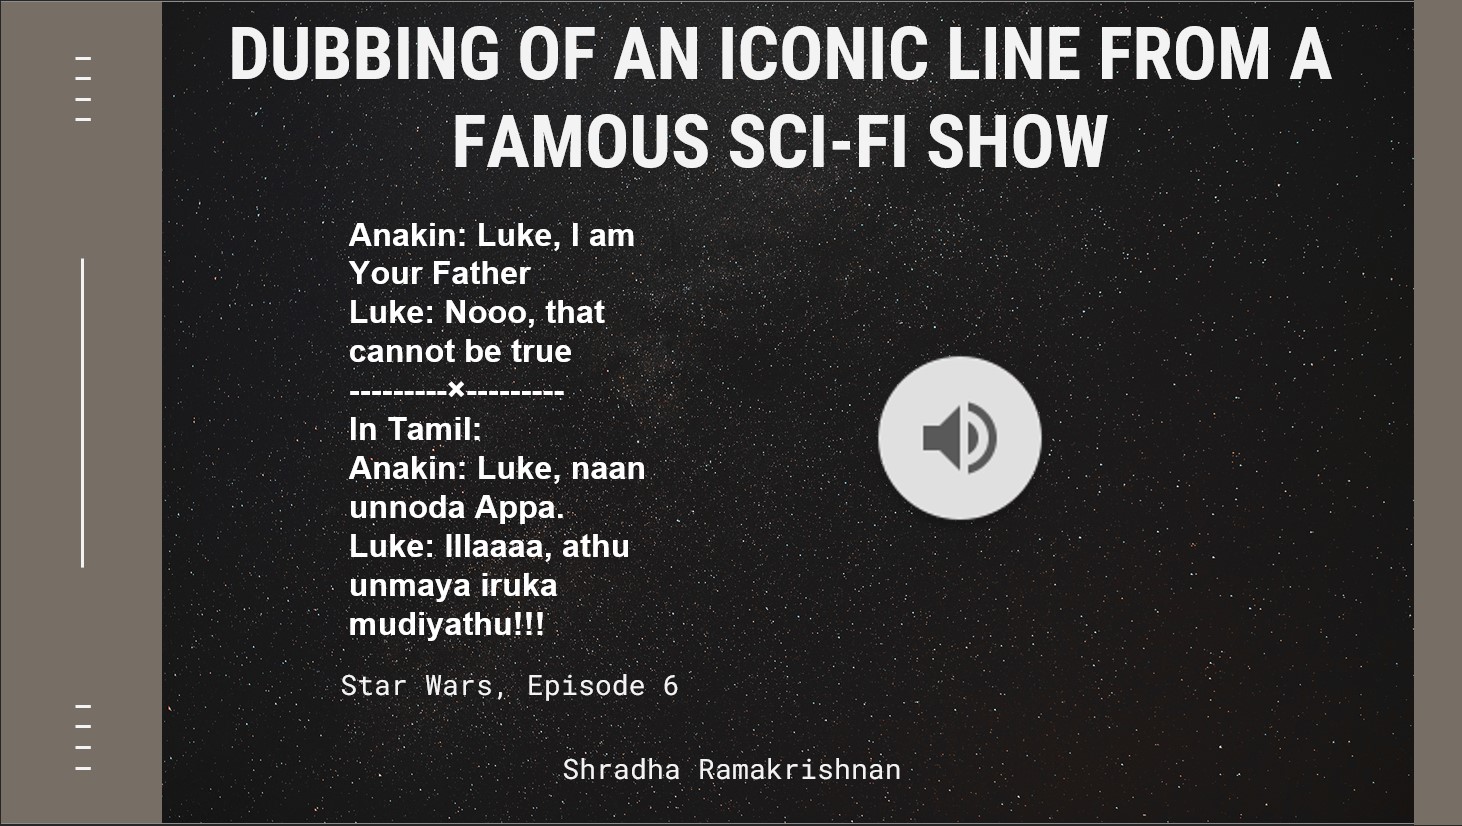 DUBBING OF AN ICONIC LINE FROM A
FAMOUS SCI-FI SHOW
Anakin: Luke, I am
Your Father
Luke: Nooo, that
cannot be true
---------×---------
In Tamil:
Anakin: Luke, naan
unnoda Appa.
Luke: Illaaaa, athu
unmaya iruka
mudiyathu!!!
Star Wars, Episode 6
Shradha Ramakrishnan